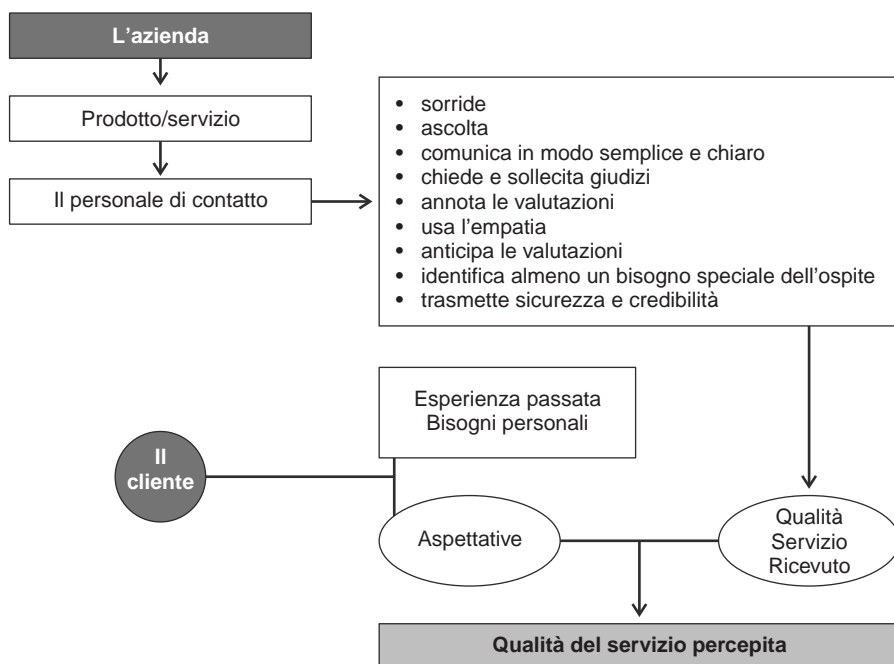 L'azienda
Prodotto/servizio
Il personale di contatto
• sorride
• ascolta
• comunica in modo semplice e chiaro
• chiede e sollecita giudizi
• annota le valutazioni
• usa l'empatia
• anticipa le valutazioni
• identifica almeno un bisogno speciale dell'ospite
• trasmette sicurezza e credibilità
Esperienza passata
Bisogni personali
Il
cliente
Aspettative
Qualità
Servizio
Ricevuto
Qualità del servizio percepita